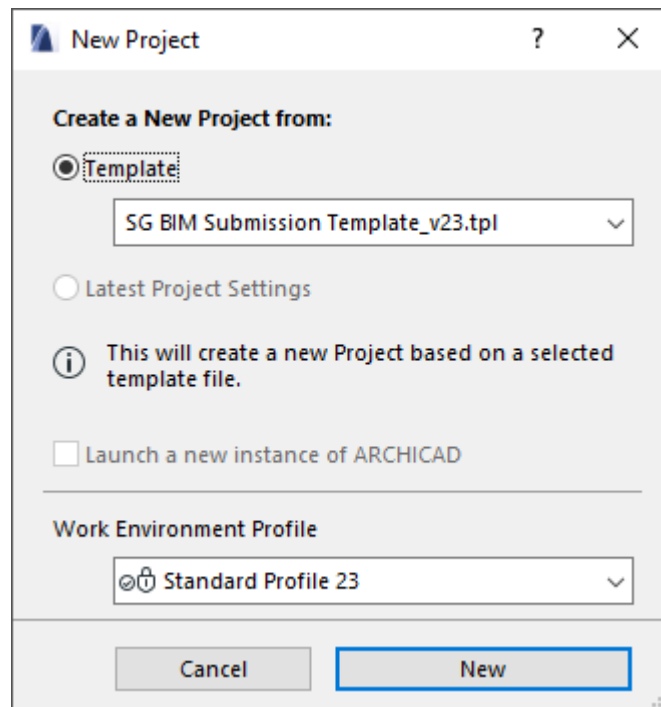 New Project
Create a New Project from:
Template
SG BIM Submission Template_v23.tpl
Latest Project Settings
This will create a new Project based on a selected
template file.
Launch a new instance of ARCHICAD
Work Environment Profile
Standard Profile 23
Cancel New